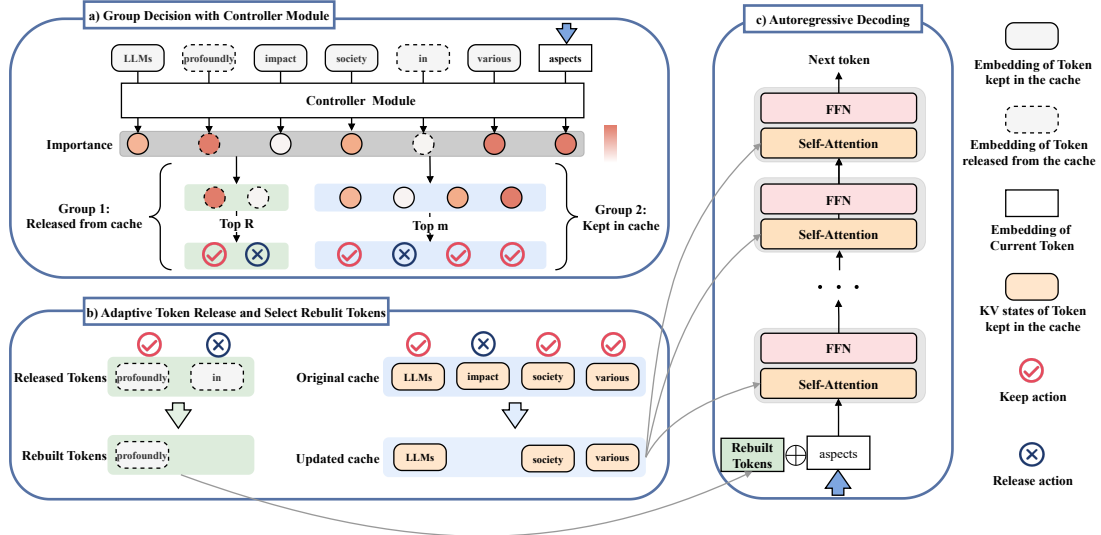 a) Group Decision with Controller Module
LLMs
profoundly
impact
society
in
various
aspects
Controller Module
Importance
Group 1:
Released from cache
Top R
Top m
Group 2:
Kept in cache
b) Adaptive Token Release and Select Rebulit Tokens
Released Tokens
profoundly
in
Original cache
LLMs
impact
society
various
Rebuilt Tokens
profoundly
Updated cache
LLMs
society
various
c) Autoregressive Decoding
Next token
FFN
Self-Attention
FFN
Self-Attention
. . .
FFN
Self-Attention
Rebuilt
Tokens
aspects
Embedding of Token
kept in the cache
Embedding of Token
released from the cache
Embedding of
Current Token
KV states of Token
kept in the cache
Keep action
Release action